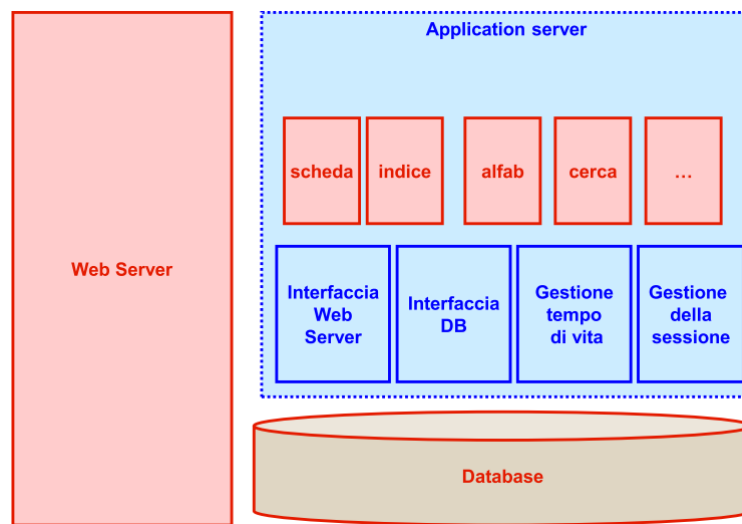 Application server
scheda
indice
alfab
cerca
...
Web Server
Interfaccia
Web
Server
Interfaccia
DB
Gestione
tempo
di vita
Gestione
della
sessione
Database